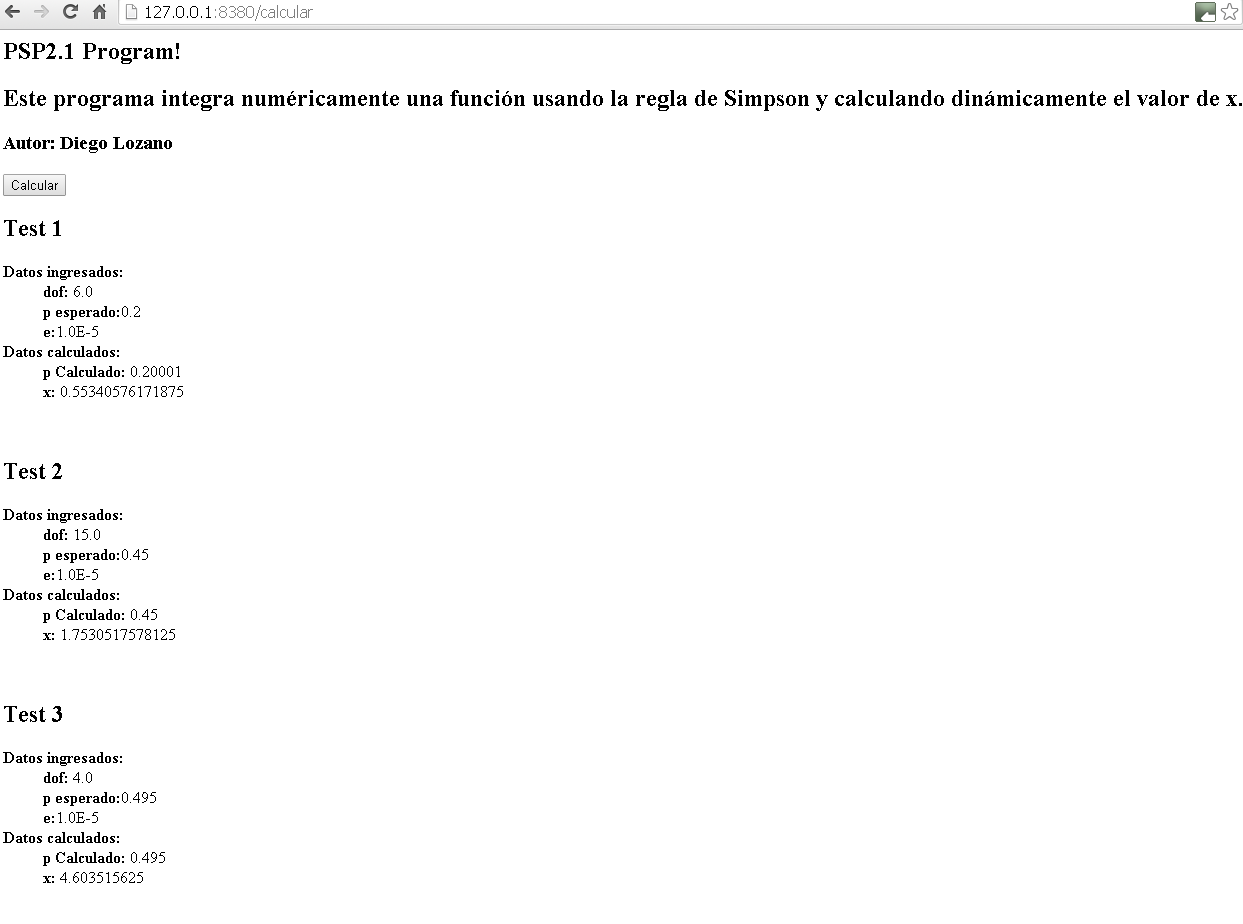 127.0.0.1:8380/calcular
PSP2.1 Program!
Este programa integra numéricamente una función usando la regla de Simpson y calculando dinámicamente el valor de x.
Autor: Diego Lozano
Calcular
Test 1
Datos ingresados:
dof: 6.0
p esperado:0.2
e:1.0E-5
Datos calculados:
p Calculado: 0.20001
x: 0.55340576171875
Test 2
Datos ingresados:
dof: 15.0
p esperado:0.45
e:1.0E-5
Datos calculados:
p Calculado: 0.45
x: 1.7530517578125
Test 3
Datos ingresados:
dof: 4.0
p esperado:0.495
e:1.0E-5
Datos calculados:
p Calculado: 0.495
x: 4.603515625